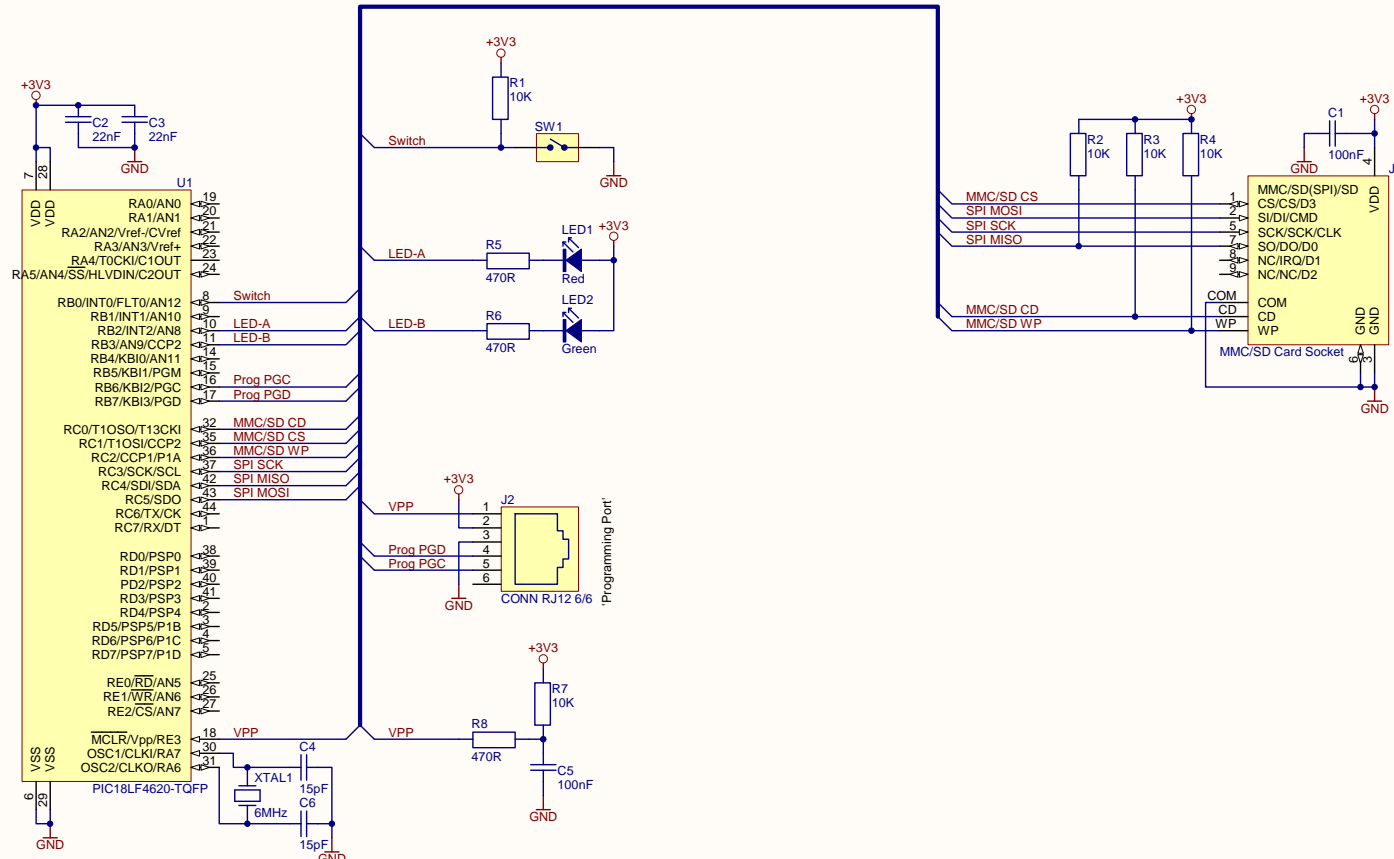 +3V3
C2
22nF
C3
22nF
GND
7
28
U1
VDD
VDD
RA0/AN0 19
RA1/AN1 20
RA2/AN2/Vref-/CVref 21
RA3/AN3/Vref+ 22
RA4/T0CKI/C1OUT 23
RA5/AN4/SS/HLVDIN/C2OUT 24
RB0/INT0/FLT0/AN12 8 Switch
RB1/INT1/AN10 9
RB2/INT2/AN8 10 LED-A
RB3/AN9/CCP2 11 LED-B
RB4/KBI0/AN11 14
RB5/KBI1/PGM 15
RB6/KBI2/PGC 16 Prog PGC
RB7/KBI3/PGD 17 Prog PGD
RC0/T1OSO/T13CKI 32 MMC/SD CD
RC1/T1OSI/CCP2 35 MMC/SD CS
RC2/CCP1/P1A 36 MMC/SD WP
RC3/SCK/SCL 37 SPI SCK
RC4/SDI/SDA 42 SPI MISO
RC5/SDO 43 SPI MOSI
RC6/TX/CK 44
RC7/RX/DT 1
RD0/PSP0 38
RD1/PSP1 39
PD2/PSP2 40
RD3/PSP3 41
RD4/PSP4 2
RD5/PSP5/P1B 3
RD6/PSP6/P1C 4
RD7/PSP7/P1D 5
RE0/RD/AN5 25
RE1/WR/AN6 26
RE2/CS/AN7 27
MCLR/Vpp/RE3 18 VPP
OSC1/CLKI/RA7 30
OSC2/CLKO/RA6 31
VSS
VSS
PIC18LF4620-TQFP
6
29
GND
XTAL1
6MHz
C4
15pF
C6
15pF
GND
+3V3
R1
10K
Switch
SW1
GND
LED-A
R5
470R
LED1
Red
+3V3
LED-B
R6
470R
LED2
Green
+3V3
VPP
Prog PGD
Prog PGC
GND
J2
1
2
3
4
5
6
CONN RJ12 6/6
'Programming Port'
VPP
R8
470R
+3V3
R7
10K
C5
100nF
GND
+3V3
R2
10K
R3
10K
R4
10K
C1
100nF
GND
+3V3
4
J
MMC/SD(SPI)/SD
VDD
MMC/SD CS 1 CS/CS/D3
SPI MOSI 2 SI/DI/CMD
SPI SCK 5 SCK/SCK/CLK
SPI MISO 7 SO/DO/D0
8 NC/IRQ/D1
9 NC/NC/D2
COM COM
MMC/SD CD CD CD
MMC/SD WP WP WP
GND
GND
MMC/SD Card Socket
6
3
GND